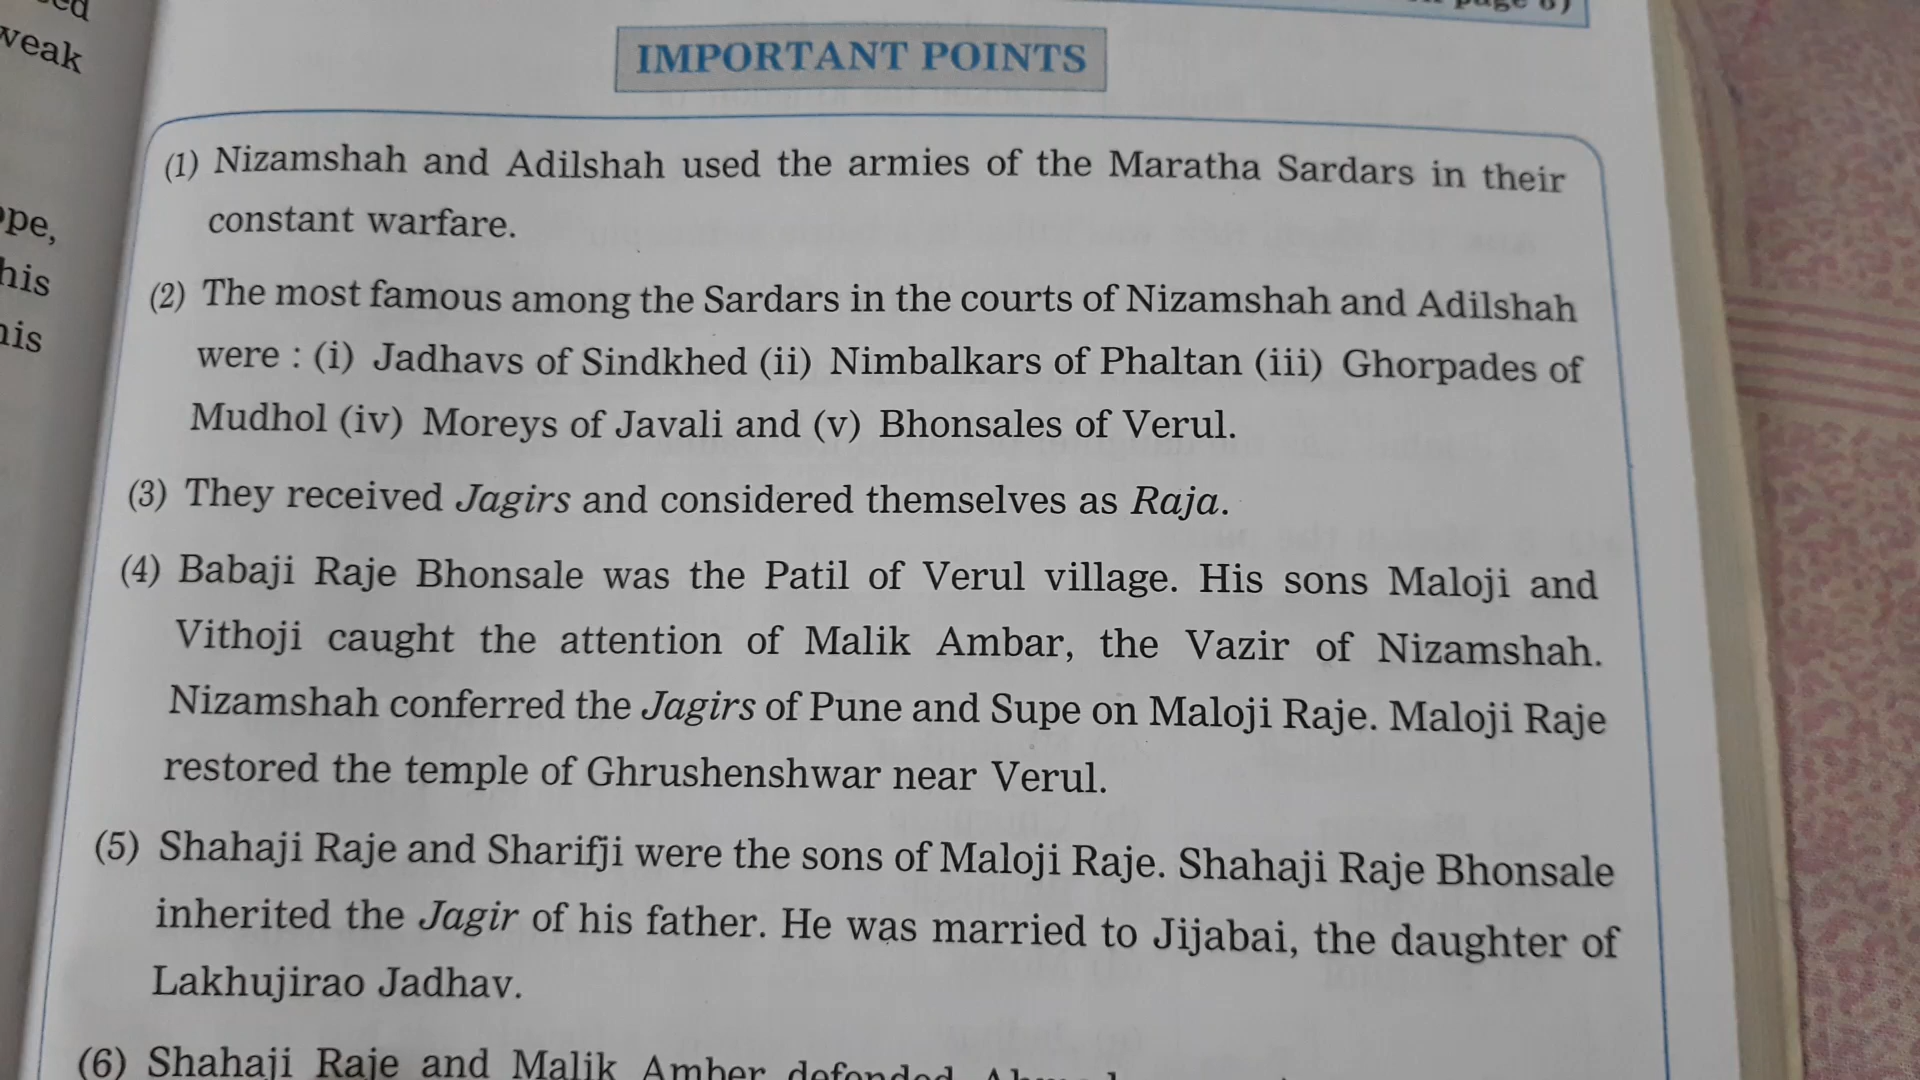 weak
pe,
his
his
page 6)
IMPORTANT POINTS
(1) Nizamshah and Adilshah used the armies of the Maratha Sardars in their
constant warfare.
(2) The most famous among the Sardars in the courts of Nizamshah and Adilshah
were : (i) Jadhavs of Sindkhed (ii) Nimbalkars of Phaltan (iii) Ghorpades of
Mudhol (iv) Moreys of Javali and (v) Bhonsales of Verul.
(3) They received Jagirs and considered themselves as Raja.
(4) Babaji Raje Bhonsale was the Patil of Verul village. His sons Maloji and
Vithoji caught the attention of Malik Ambar, the Vazir of Nizamshah.
Nizamshah conferred the Jagirs of Pune and Supe on Maloji Raje. Maloji Raje
restored the temple of Ghrushenshwar near Verul.
(5) Shahaji Raje and Sharifji were the sons of Maloji Raje. Shahaji Raje Bhonsale
inherited the Jagir of his father. He was married to Jijabai, the daughter of
Lakhujirao Jadhav.
(6) Shahaji Raje and Malik Amber defended